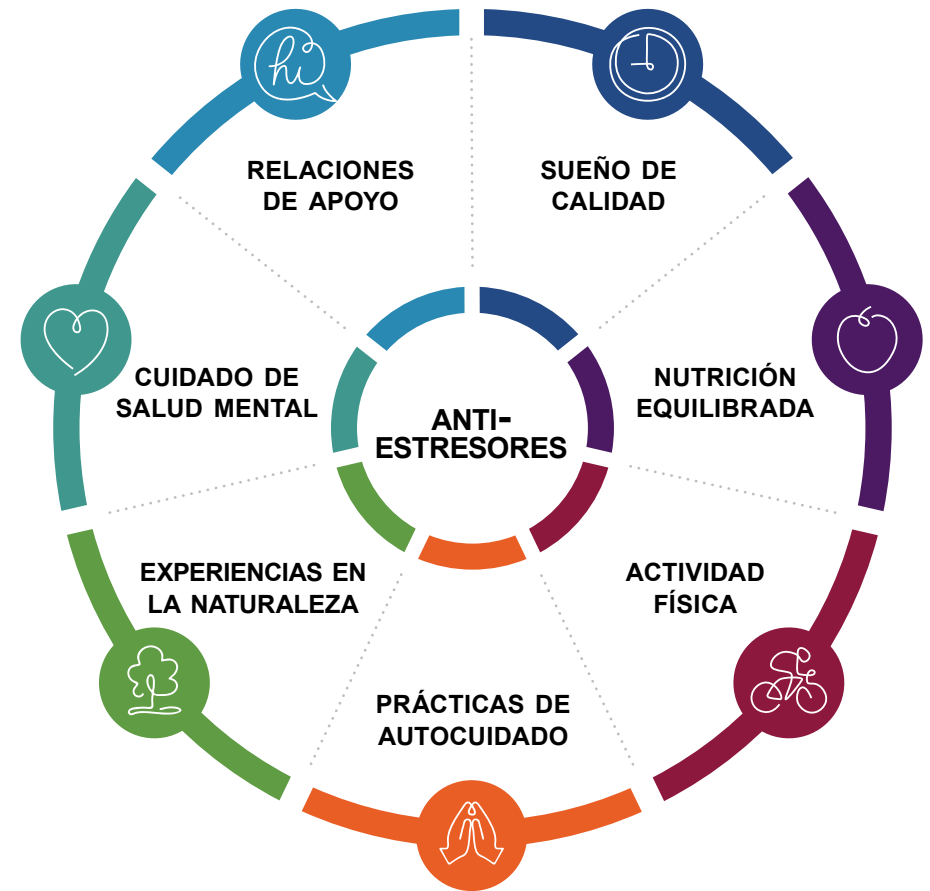 hi
RELACIONES
DE APOYO
SUEÑO DE
CALIDAD
CUIDADO DE
SALUD MENTAL
NUTRICIÓN
EQUILIBRADA
ANTI-
ESTRESORES
EXPERIENCIAS EN
LA NATURALEZA
ACTIVIDAD
FÍSICA
PRÁCTICAS DE
AUTOCUIDADO